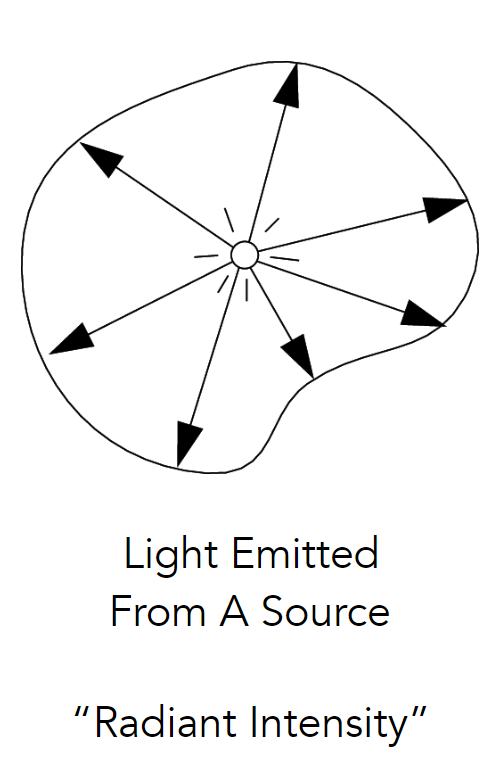 Light Emitted
From A Source
“Radiant Intensity”